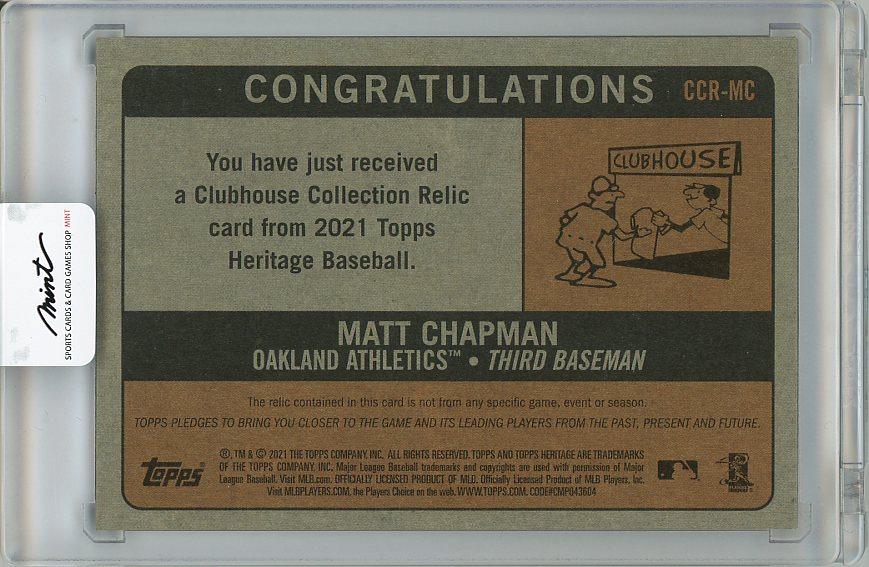 CONGRATULATIONS CCR-MC
You have just received
a Clubhouse Collection Relic
card from 2021 Topps
Heritage Baseball.
CLUBHOUSE
MATT CHAPMAN
OAKLAND ATHLETICS™ • THIRD BASEMAN
The relic contained in this card is not from any specific game, event or season.
TOPPS PLEDGES TO BRING YOU CLOSER TO THE GAME AND ITS LEADING PLAYERS FROM THE PAST, PRESENT AND FUTURE.
topps
®, TM & © 2021 THE TOPPS COMPANY, INC. ALL RIGHTS RESERVED. TOPPS AND TOPPS HERITAGE ARE TRADEMARKS
OF THE TOPPS COMPANY, INC. Major League Baseball trademarks and copyrights are used with permission of Major
League Baseball. Visit MLB.com. OFFICIALLY LICENSED PRODUCT OF MLB. Officially Licensed Product of MLB Players, Inc.
Visit MLBPLAYERS.com, the Players Choice on the web. WWW.TOPPS.COM. CODE#CMP043604
mint
SPORTS CARDS & CARD GAMES SHOP MINT